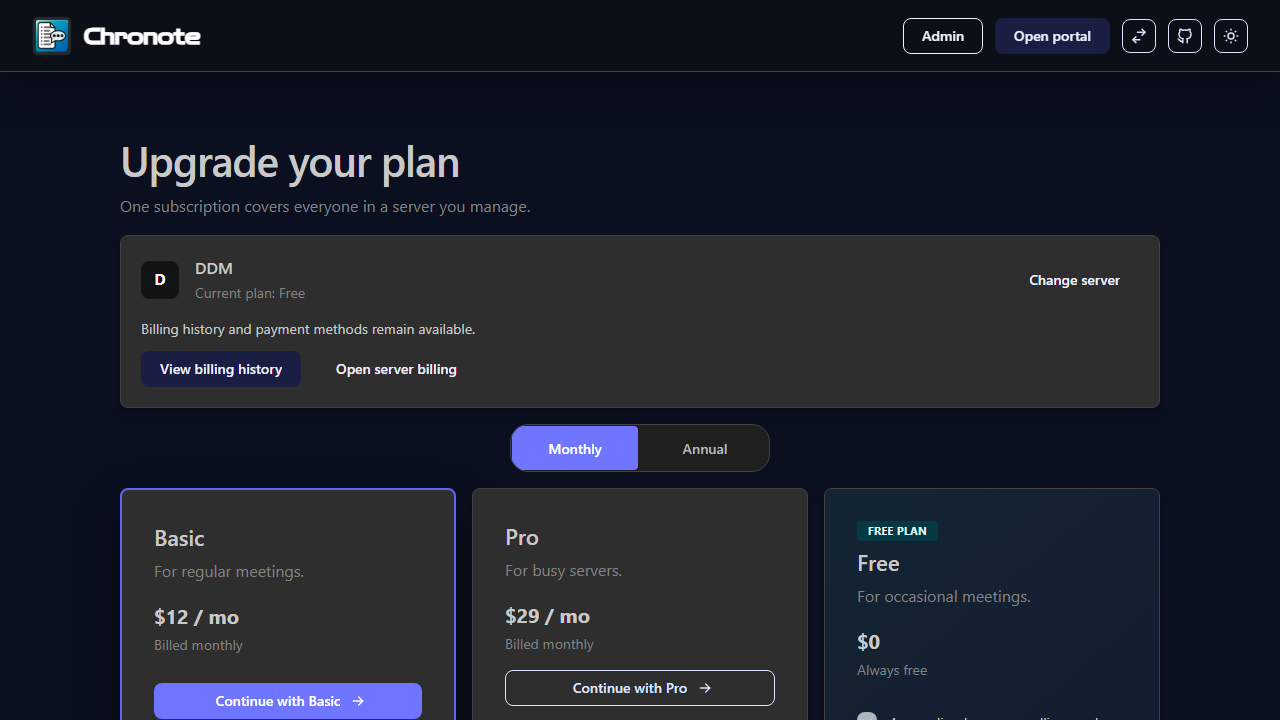 Chronote
Admin
Open portal
Upgrade your plan
One subscription covers everyone in a server you manage.
D
DDM
Current plan: Free
Change server
Billing history and payment methods remain available.
View billing history
Open server billing
Monthly
Annual
Basic
For regular meetings.
$12 / mo
Billed monthly
Continue with Basic →
Pro
For busy servers.
$29 / mo
Billed monthly
Continue with Pro →
FREE PLAN
Free
For occasional meetings.
$0
Always free